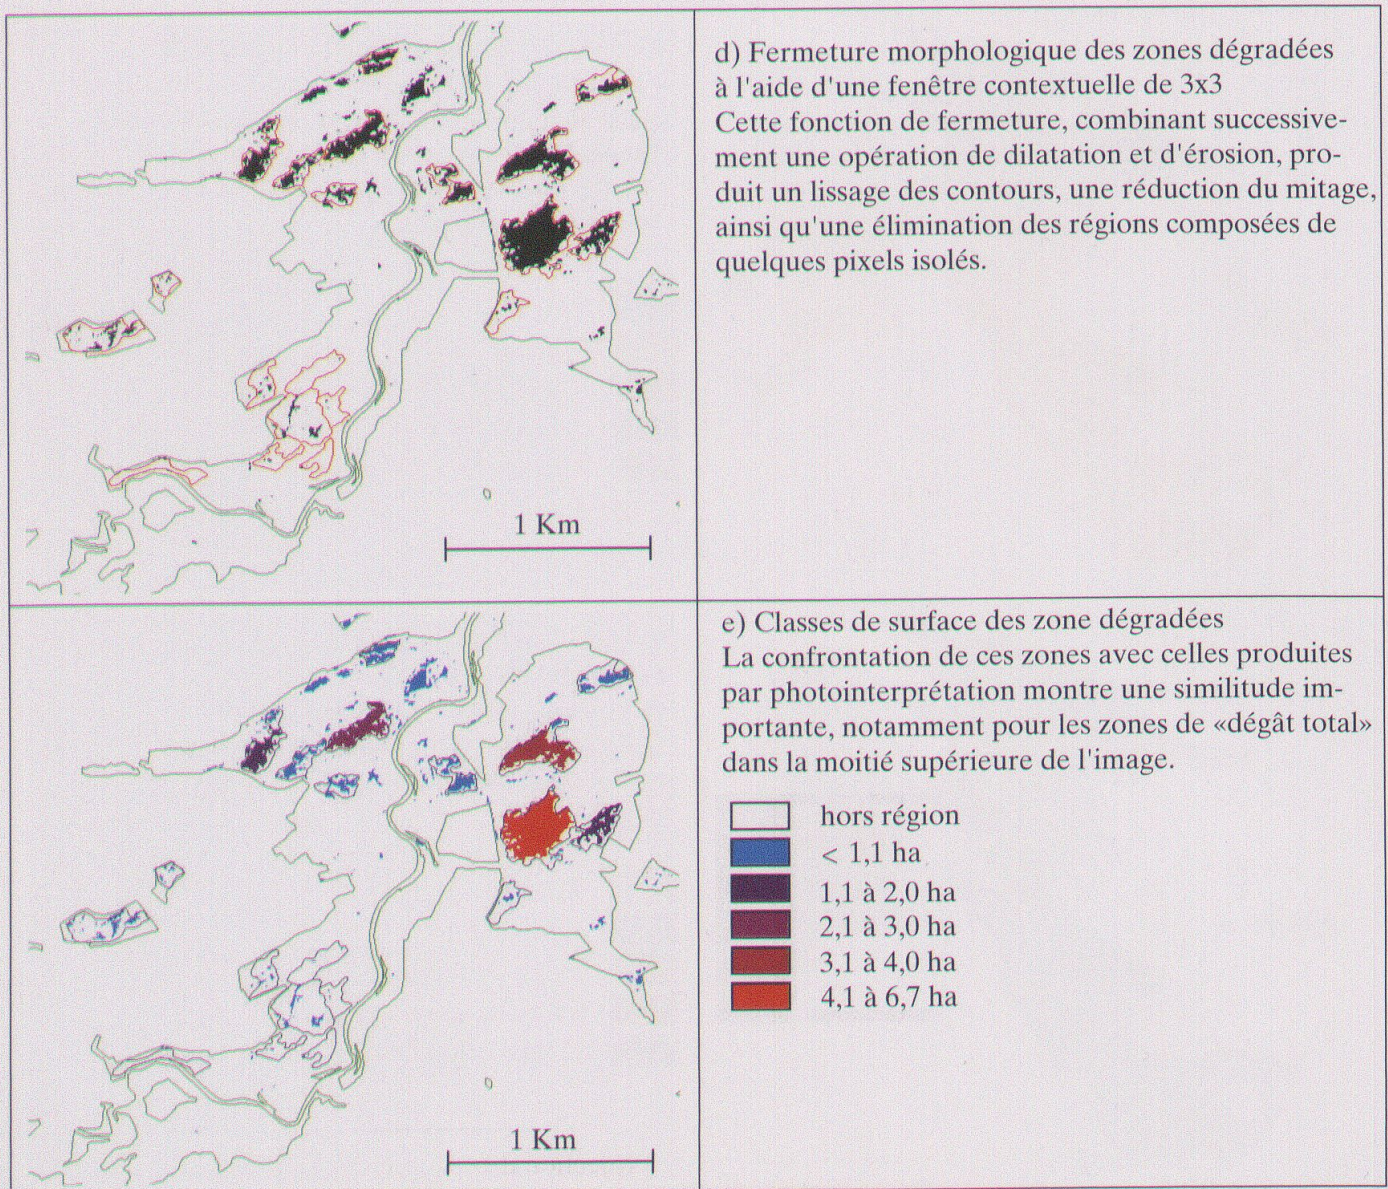 d) Fermeture morphologique des zones dégradées
à l'aide d'une fenêtre contextuelle de 3x3
Cette fonction de fermeture, combinant successive-
ment une opération de dilatation et d'érosion, pro-
duit un lissage des contours, une réduction du mitage,
ainsi qu'une élimination des régions composées de
quelques pixels isolés.
1 Km
e) Classes de surface des zone dégradées
La confrontation de ces zones avec celles produites
par photointerprétation montre une similitude im-
portante, notamment pour les zones de «dégât total»
dans la moitié supérieure de l'image.
hors région
< 1,1 ha
1,1 à 2,0 ha
2,1 à 3,0 ha
3,1 à 4,0 ha
4,1 à 6,7 ha
1 Km